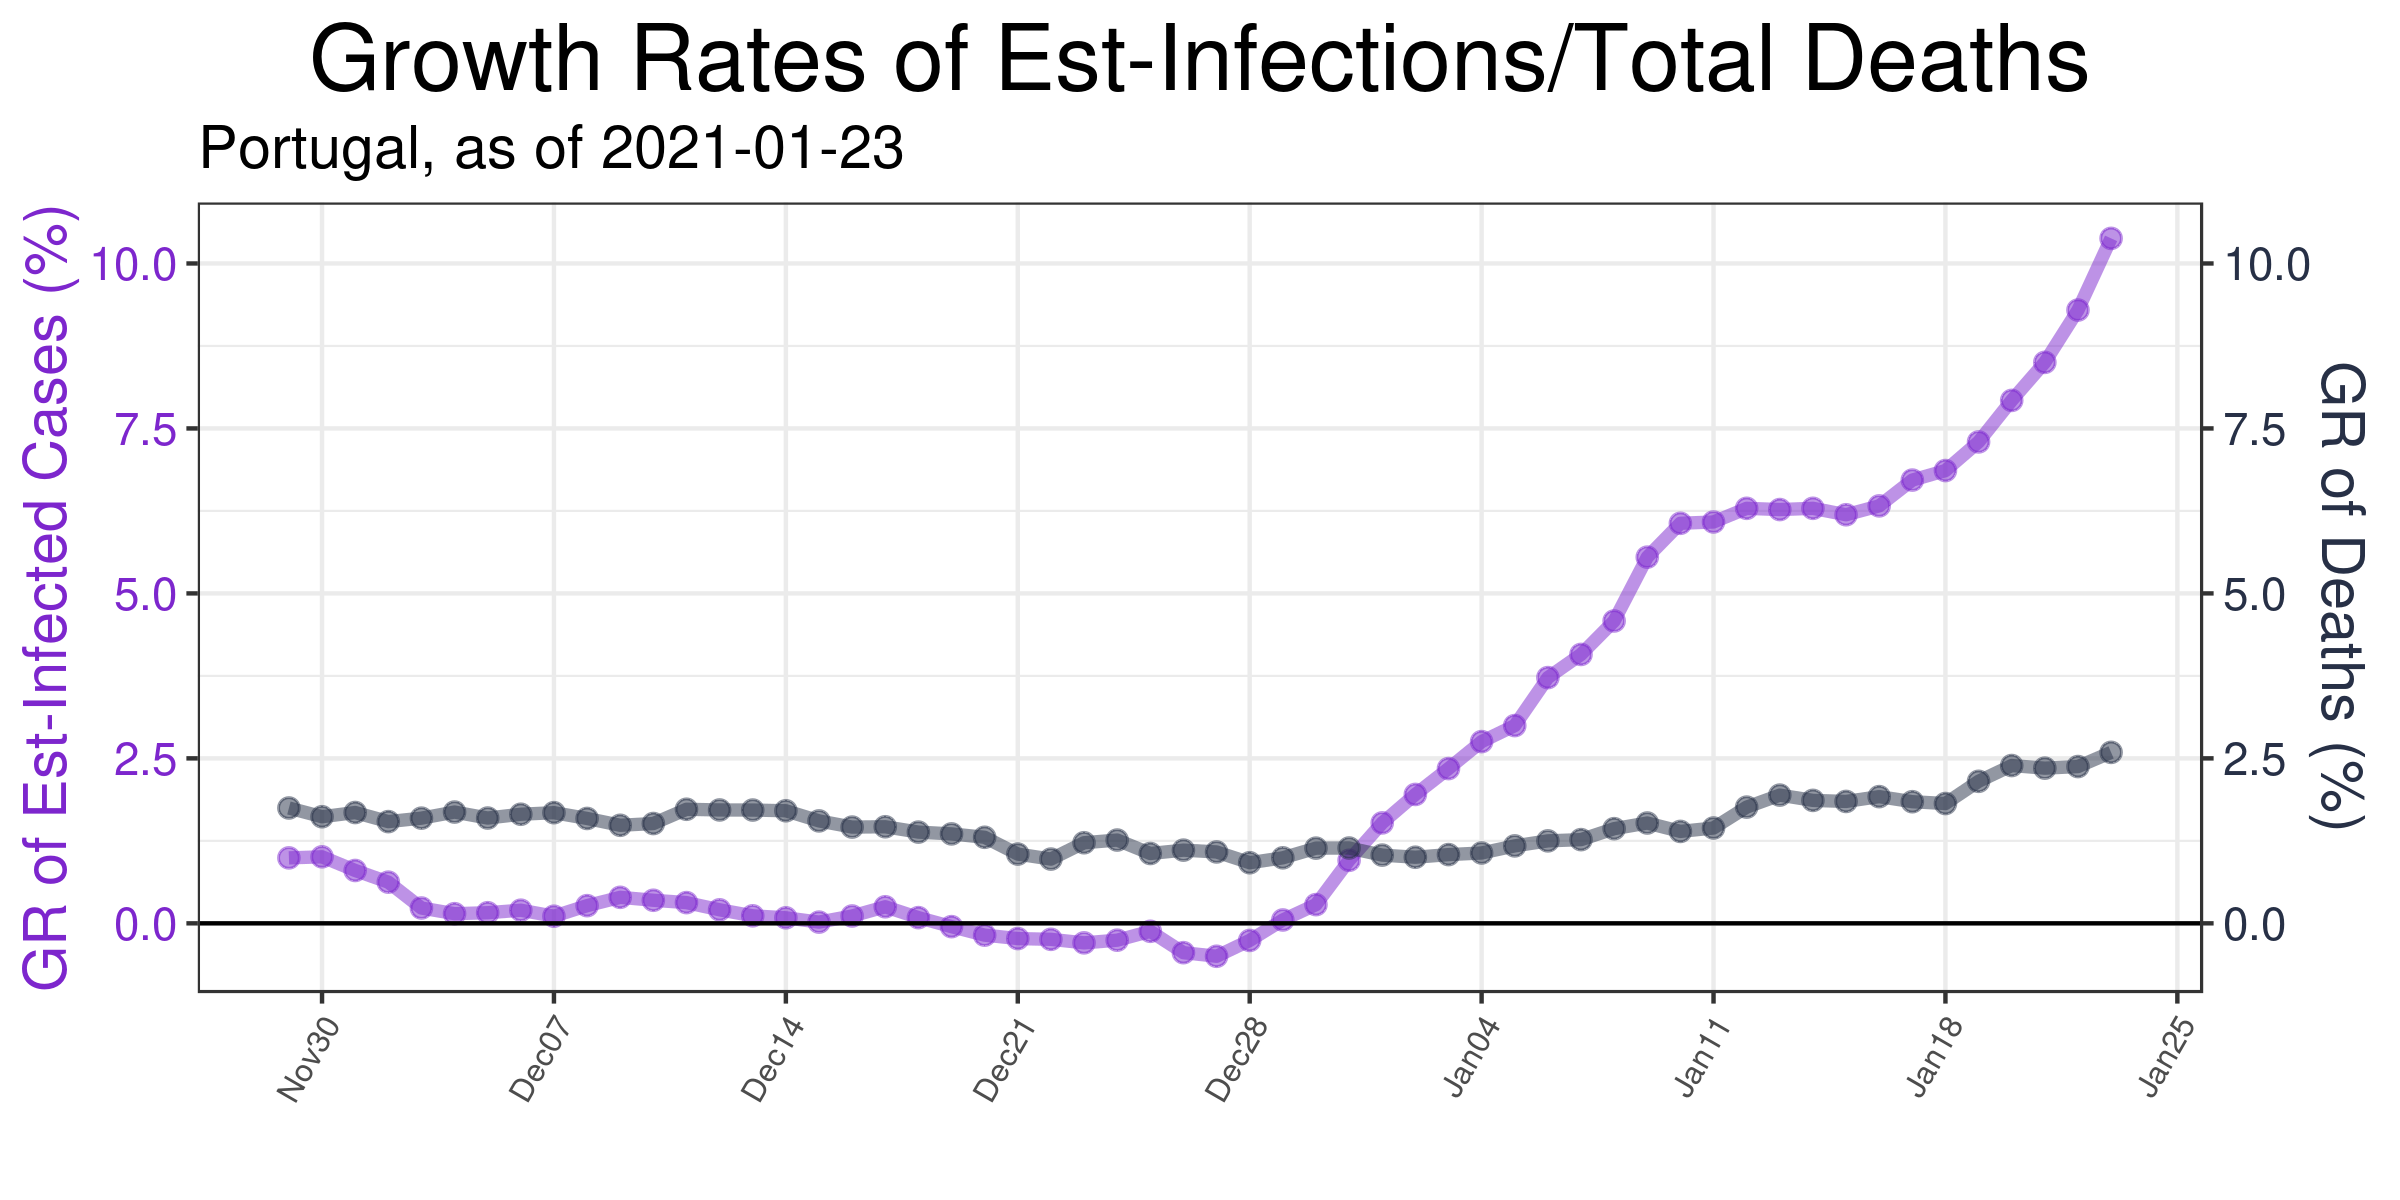 Growth Rates of Est-Infections/Total Deaths
Portugal, as of 2021-01-23
GR of Est-Infected Cases (%)
10.0
7.5
5.0
2.5
0.0
10.0
7.5
5.0
2.5
0.0
GR of Deaths (%)
Nov30
Dec07
Dec14
Dec21
Dec28
Jan04
Jan11
Jan18
Jan25